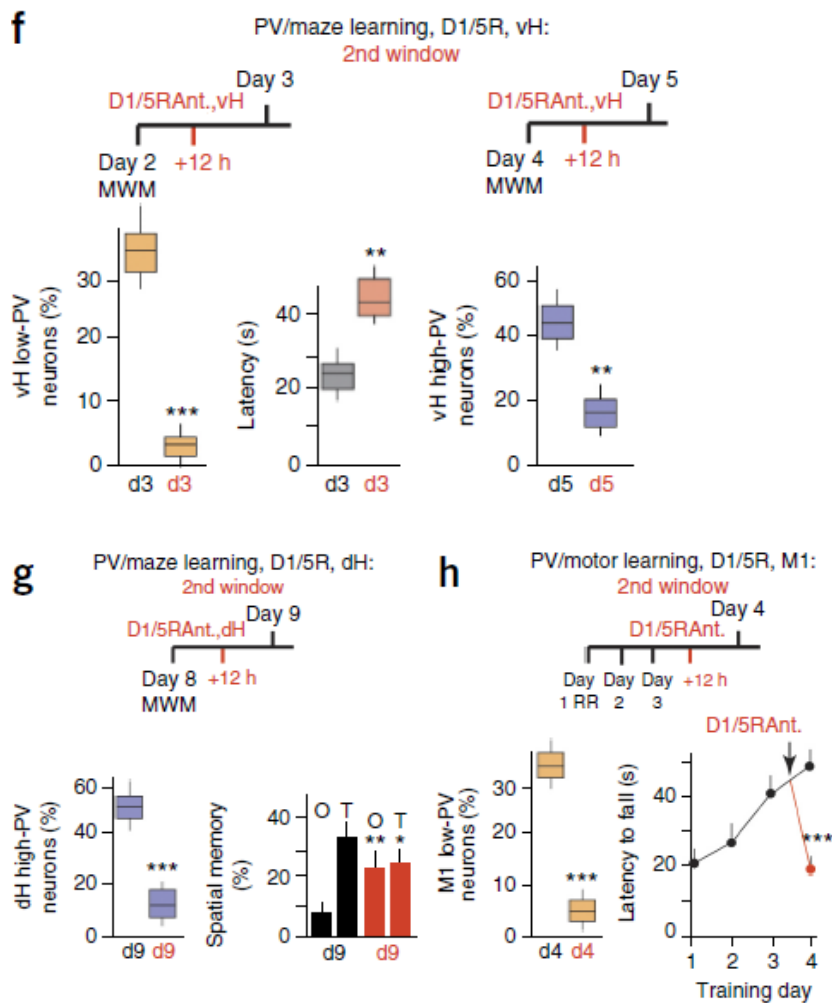 f
PV/maze learning, D1/5R, vH:
2nd window
Day 3
D1/5RAnt.,vH
Day 2 +12 h
MWM
Day 5
D1/5RAnt.,vH
Day 4 +12 h
MWM
vH low-PV
neurons (%)
30
20
10
0
***
d3 d3
Latency (s)
40
20
0
**
d3 d3
vH high-PV
neurons (%)
60
40
20
0
**
d5 d5
g
PV/maze learning, D1/5R, dH:
2nd window
Day 9
D1/5RAnt.,dH
Day 8 +12 h
MWM
dH high-PV
neurons (%)
60
40
20
0
***
d9 d9
Spatial memory
(%)
40
20
0
O T O T
** *
d9 d9
h
PV/motor learning, D1/5R, M1:
2nd window
Day 4
D1/5RAnt.
Day Day Day +12 h
1 RR 2 3
M1 low-PV
neurons (%)
30
20
10
0
***
d4 d4
D1/5RAnt.
Latency to fall (s)
40
20
0
***
1 2 3 4
Training day